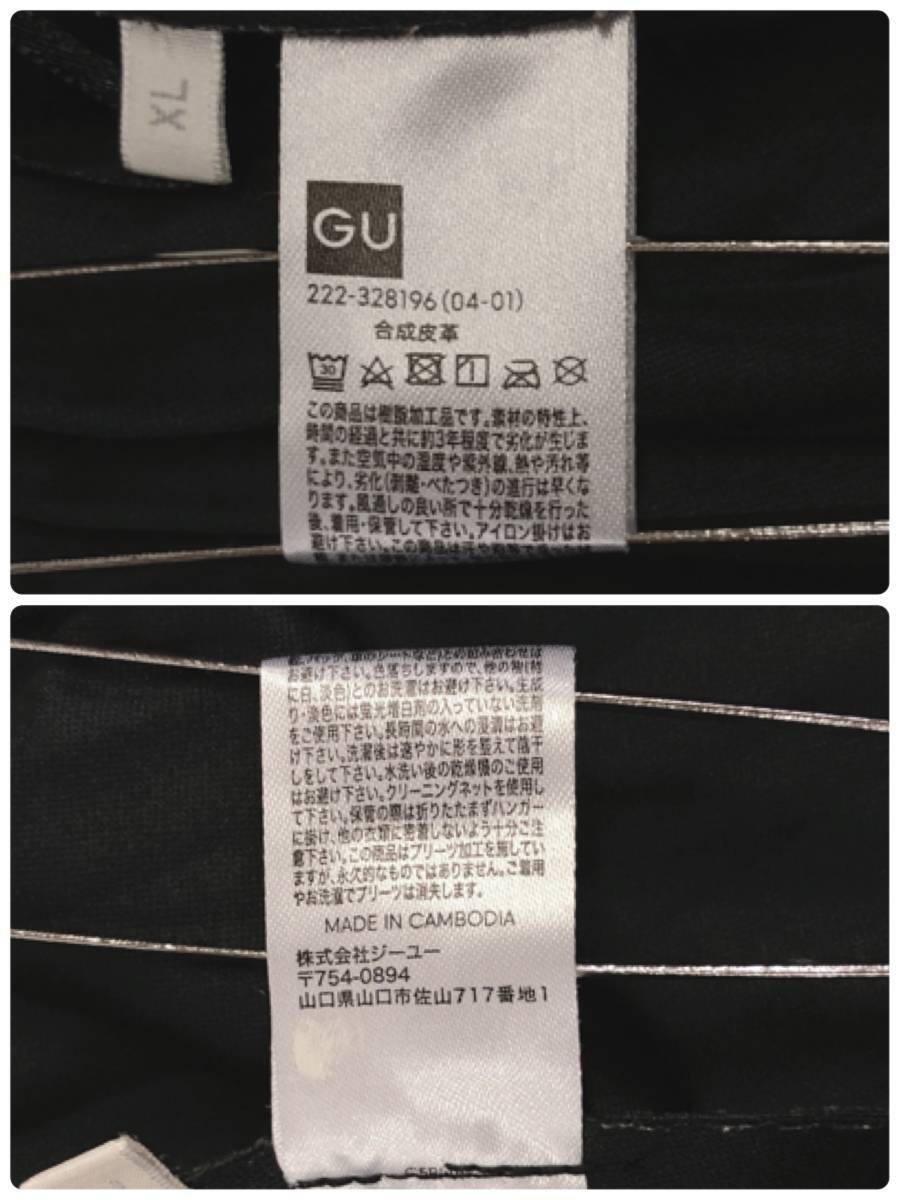 XL
GU
222-328196(04-01)
合成皮革
30
この商品は樹脂加工品です。素材の特性上、
時間の経過と共に約3年程度で劣化が生じま
す。また空気中の湿度や紫外線、熱や汚れ等
により、劣化(剥離・べたつき)の進行は早くな
ります。風通しの良い所で十分乾燥を行った
後、着用・保管して下さい。アイロン掛けはお
避け下さい。この商品は汗や
お避け下さい。色落ちしますので、他の物(特
に白、淡色)とのお洗濯はお避け下さい。生成
り・淡色には蛍光増白剤の入っていない洗剤
をご使用下さい。長時間の水への浸漬はお避
け下さい。洗濯後は速やかに形を整えて陰干
しをして下さい。水洗い後の乾燥機のご使用
はお避け下さい。クリーニングネットを使用し
て下さい。保管の際は折りたたまずハンガー
に掛け、他の衣類に密着しないよう十分ご注
意下さい。この商品はプリーツ加工を施してい
ますが、永久的なものではありません。ご着用
やお洗濯でプリーツは消失します。
MADE IN CAMBODIA
株式会社ジーユー
〒754-0894
山口県山口市佐山717番地1